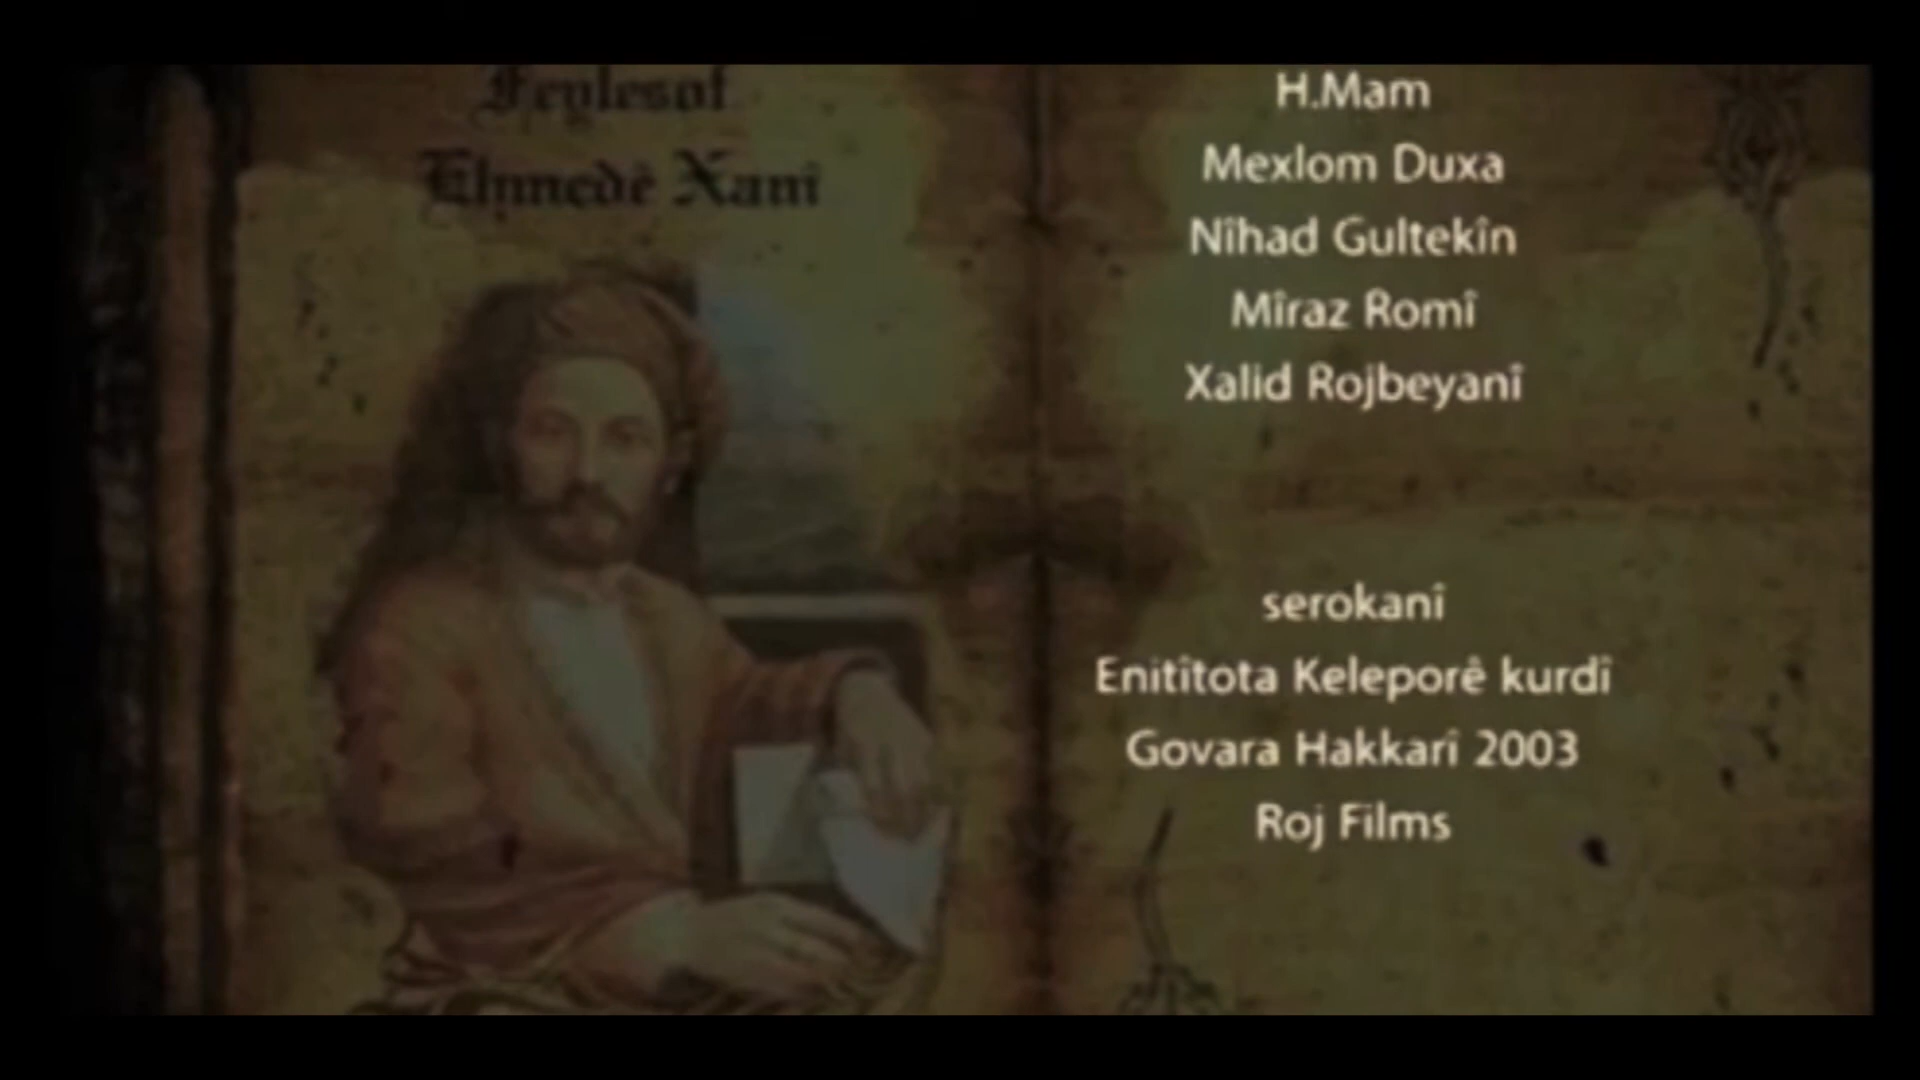 Feylesof
Ehmedê Xanî
H.Mam
Mexlom Duxa
Nîhad Gultekîn
Mîraz Romî
Xalid Rojbeyanî
serokanî
Enitîtota Keleporê kurdî
Govara Hakkarî 2003
Roj Films